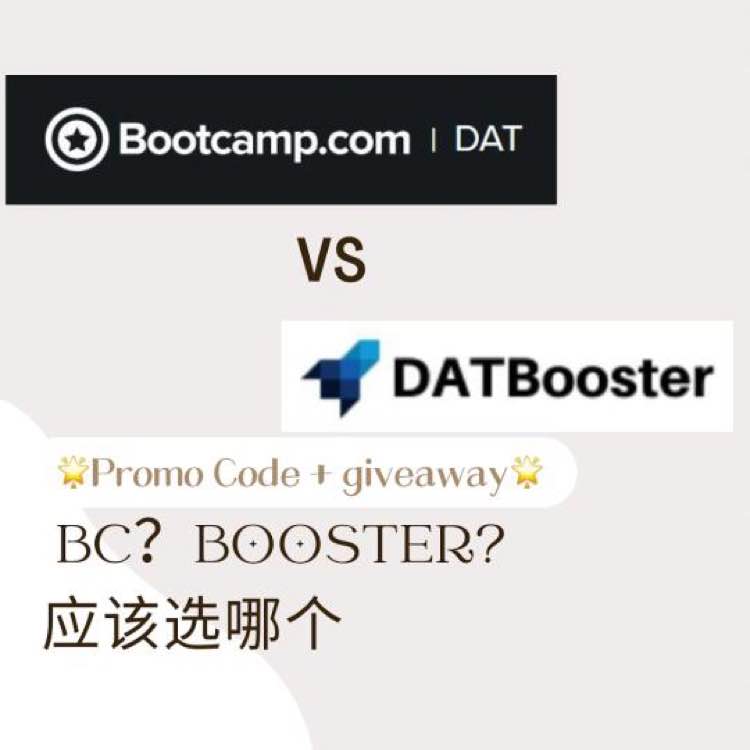 Bootcamp.com | DAT
VS
DATBooster
🌟Promo Code + giveaway🌟
BC？BOOSTER?
应该选哪个